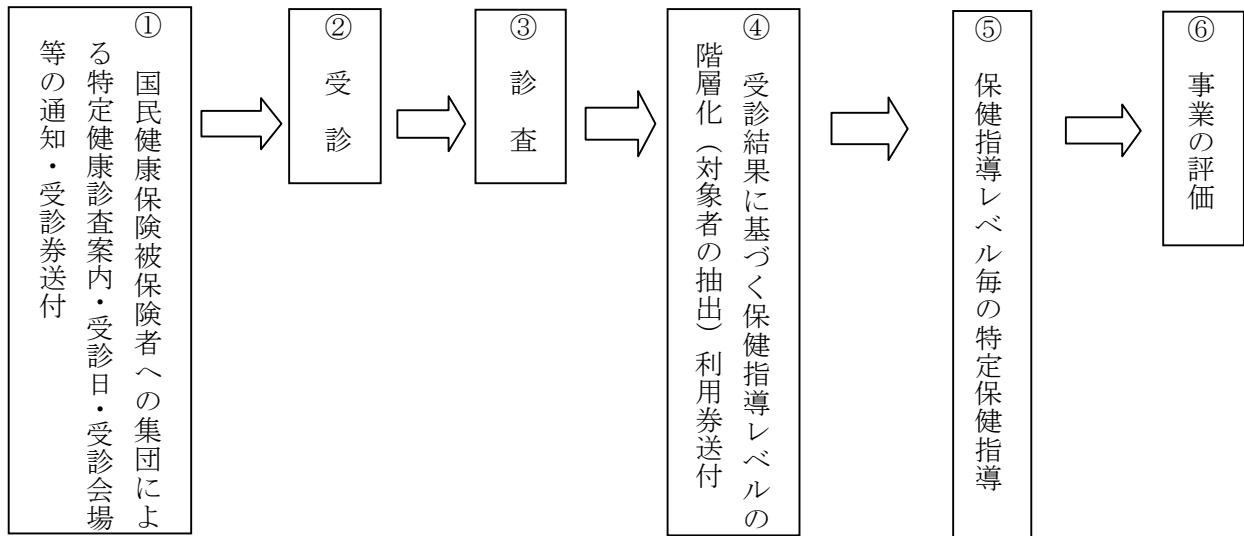 ① 国民健康保険被保険者への集団によ
る特定健康診査案内・受診日・受診会場
等の通知・受診券送付
② 受診
③ 診査
④ 受診結果に基づく保健指導レベルの
階層化（対象者の抽出）利用券送付
⑤ 保健指導レベル毎の特定保健指導
⑥ 事業の評価